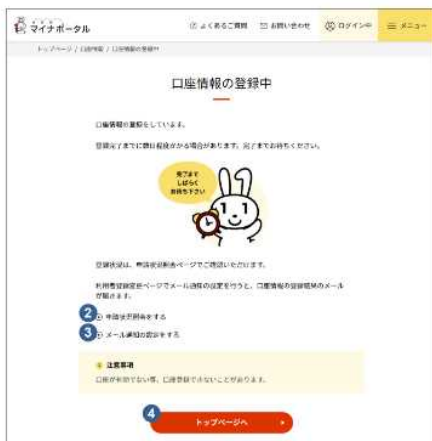 マイナポータル
よくあるご質問 お問い合わせ ログイン中 メニュー
トップページ / 口座情報 / 口座情報の登録中
口座情報の登録中
口座情報の登録をしています。
登録完了までに数日程度かかる場合があります。完了までお待ちください。
完了まで
しばらく
お待ち下さい
登録状況は、申請状況照会ページでご確認いただけます。
利用者登録変更ページでメール通知の設定を行うと、口座情報の登録結果のメール
が届きます。
2 申請状況照会をする
3 メール通知の設定をする
注意事項
口座が有効でない等、口座登録できないことがあります。
4 トップページへ